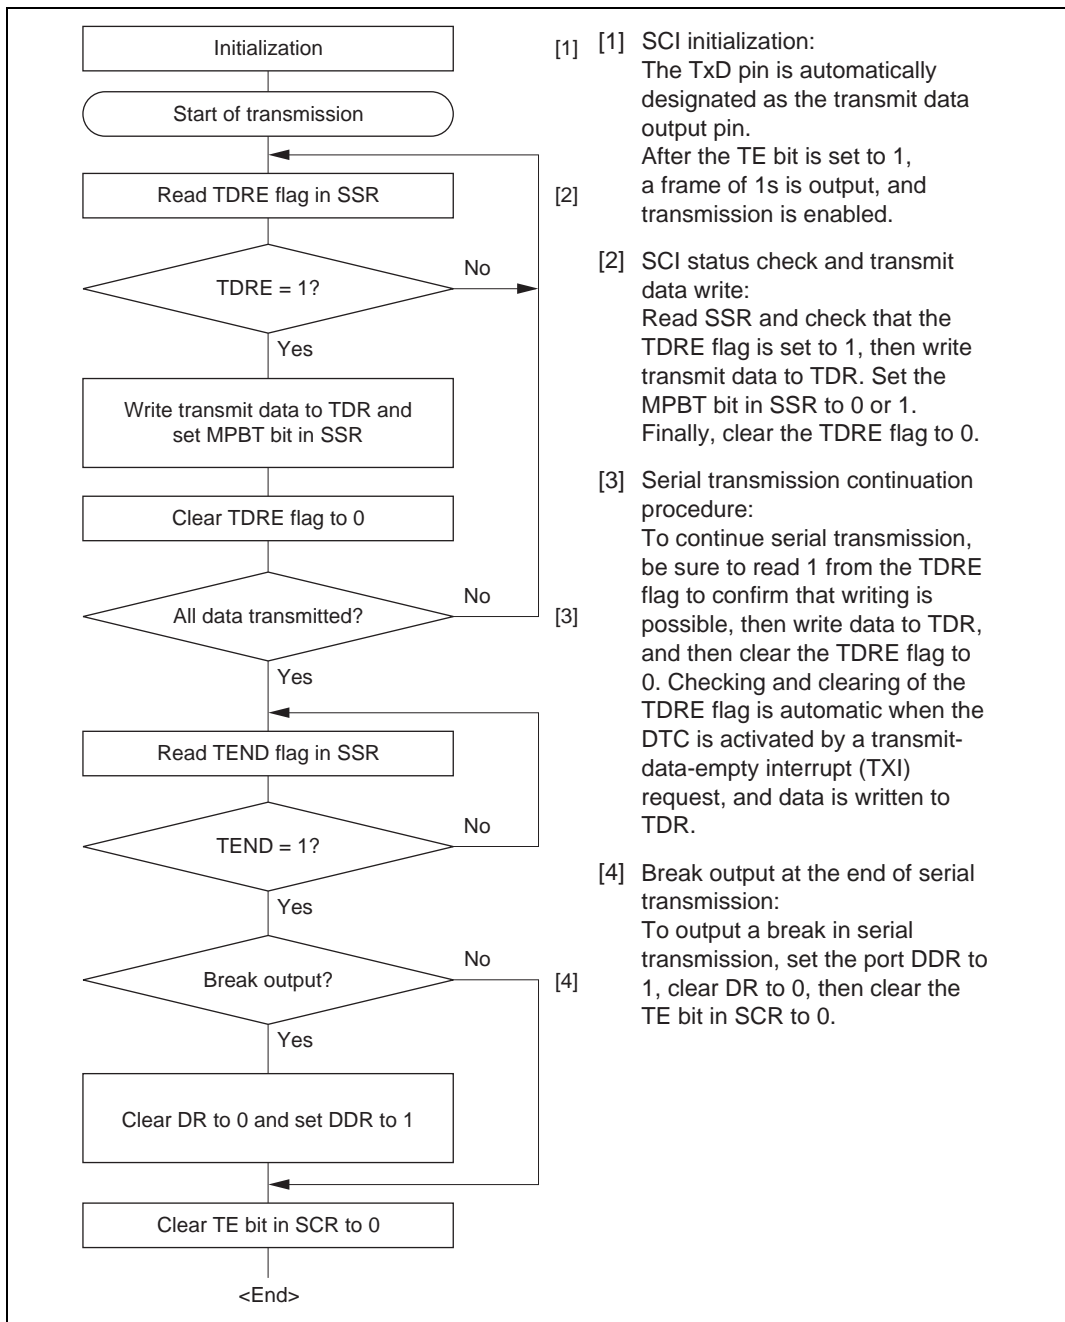 Initialization
[1]
Start of transmission
Read TDRE flag in SSR
[2]
TDRE = 1?
No
Yes
Write transmit data to TDR and
set MPBT bit in SSR
Clear TDRE flag to 0
All data transmitted?
No
[3]
Yes
Read TEND flag in SSR
TEND = 1?
No
Yes
Break output?
No
[4]
Yes
Clear DR to 0 and set DDR to 1
Clear TE bit in SCR to 0
<End>
[1] SCI initialization:
The TxD pin is automatically
designated as the transmit data
output pin.
After the TE bit is set to 1,
a frame of 1s is output, and
transmission is enabled.
[2] SCI status check and transmit
data write:
Read SSR and check that the
TDRE flag is set to 1, then write
transmit data to TDR. Set the
MPBT bit in SSR to 0 or 1.
Finally, clear the TDRE flag to 0.
[3] Serial transmission continuation
procedure:
To continue serial transmission,
be sure to read 1 from the TDRE
flag to confirm that writing is
possible, then write data to TDR,
and then clear the TDRE flag to
0. Checking and clearing of the
TDRE flag is automatic when the
DTC is activated by a transmit-
data-empty interrupt (TXI)
request, and data is written to
TDR.
[4] Break output at the end of serial
transmission:
To output a break in serial
transmission, set the port DDR to
1, clear DR to 0, then clear the
TE bit in SCR to 0.